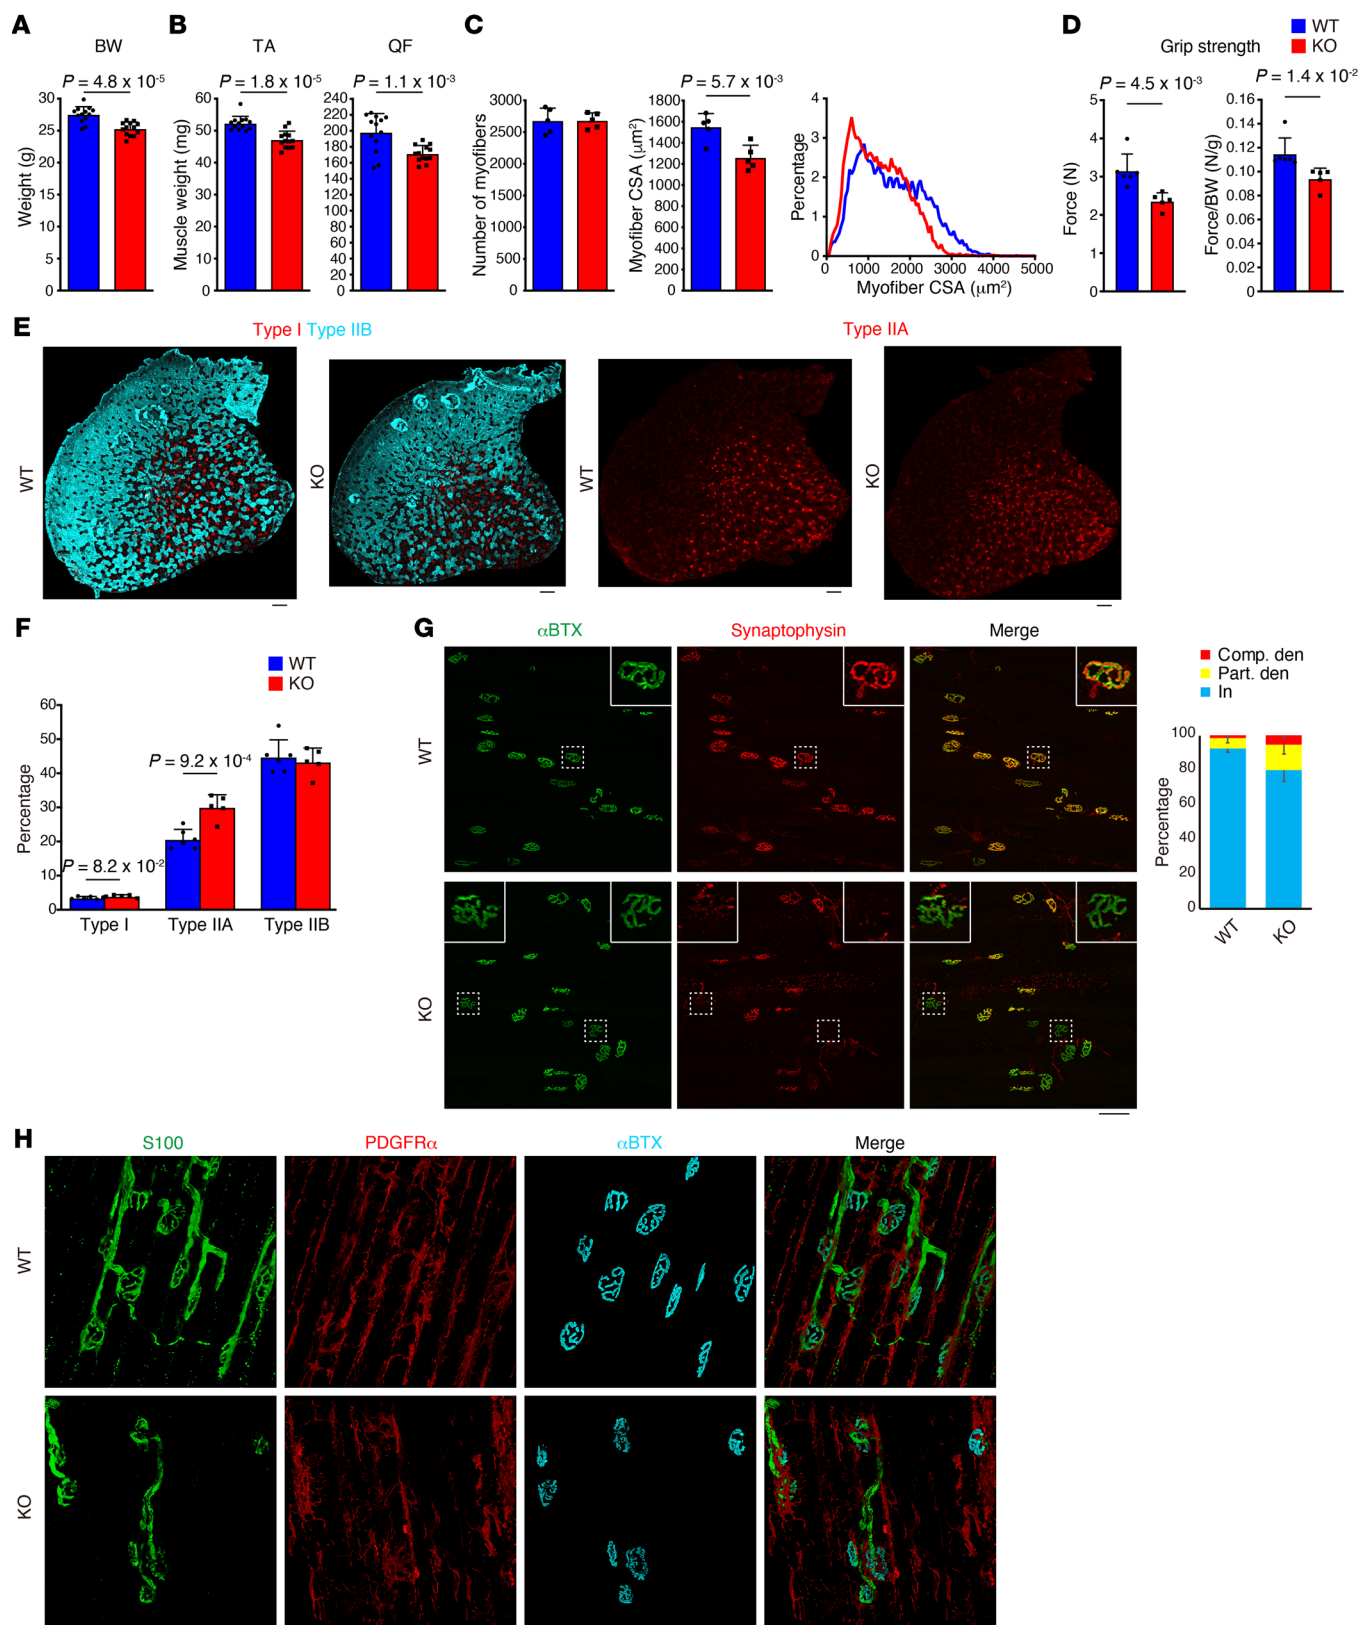 A
BW
P = 4.8 x 10-5
Weight (g)
30
25
20
15
10
5
0
B
TA
P = 1.8 x 10-5
Muscle weight (mg)
60
50
40
30
20
10
0
QF
P = 1.1 x 10-3
240
220
200
180
160
140
120
100
80
60
40
20
0
C
Number of myofibers
3000
2500
2000
1500
1000
500
0
P = 5.7 x 10-3
Myofiber CSA (μm2)
1800
1600
1400
1200
1000
800
600
400
200
0
Percentage
4
3
2
1
0
0 1000 2000 3000 4000 5000
Myofiber CSA (μm2)
D
WT
KO
Grip strength
P = 4.5 x 10-3
Force (N)
5
4
3
2
1
0
P = 1.4 x 10-2
Force/BW (N/g)
0.16
0.14
0.12
0.10
0.08
0.06
0.04
0.02
0
E
Type I Type IIB
Type IIA
WT
KO
WT
KO
F
WT
KO
Percentage
60
50
40
30
20
10
0
P = 8.2 x 10-2
P = 9.2 x 10-4
Type I Type IIA Type IIB
G
αBTX Synaptophysin Merge
WT
KO
Comp. den
Part. den
In
Percentage
100
80
60
40
20
0
WT KO
H
S100 PDGFRα αBTX Merge
WT
KO